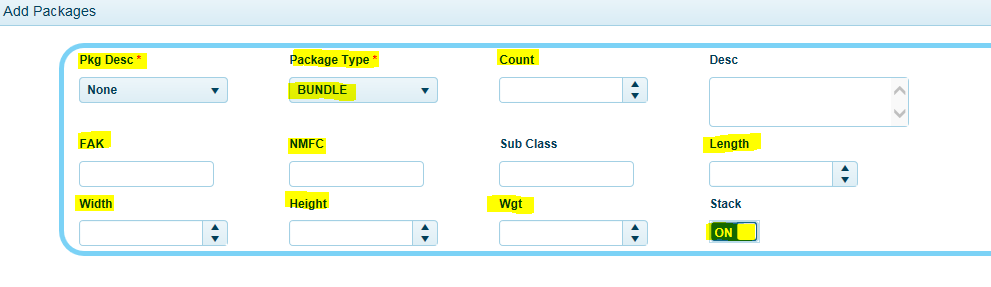 Add Packages
Pkg Desc * Package Type * Count Desc
None BUNDLE
FAK NMFC Sub Class Length
Width Height Wgt Stack
ON